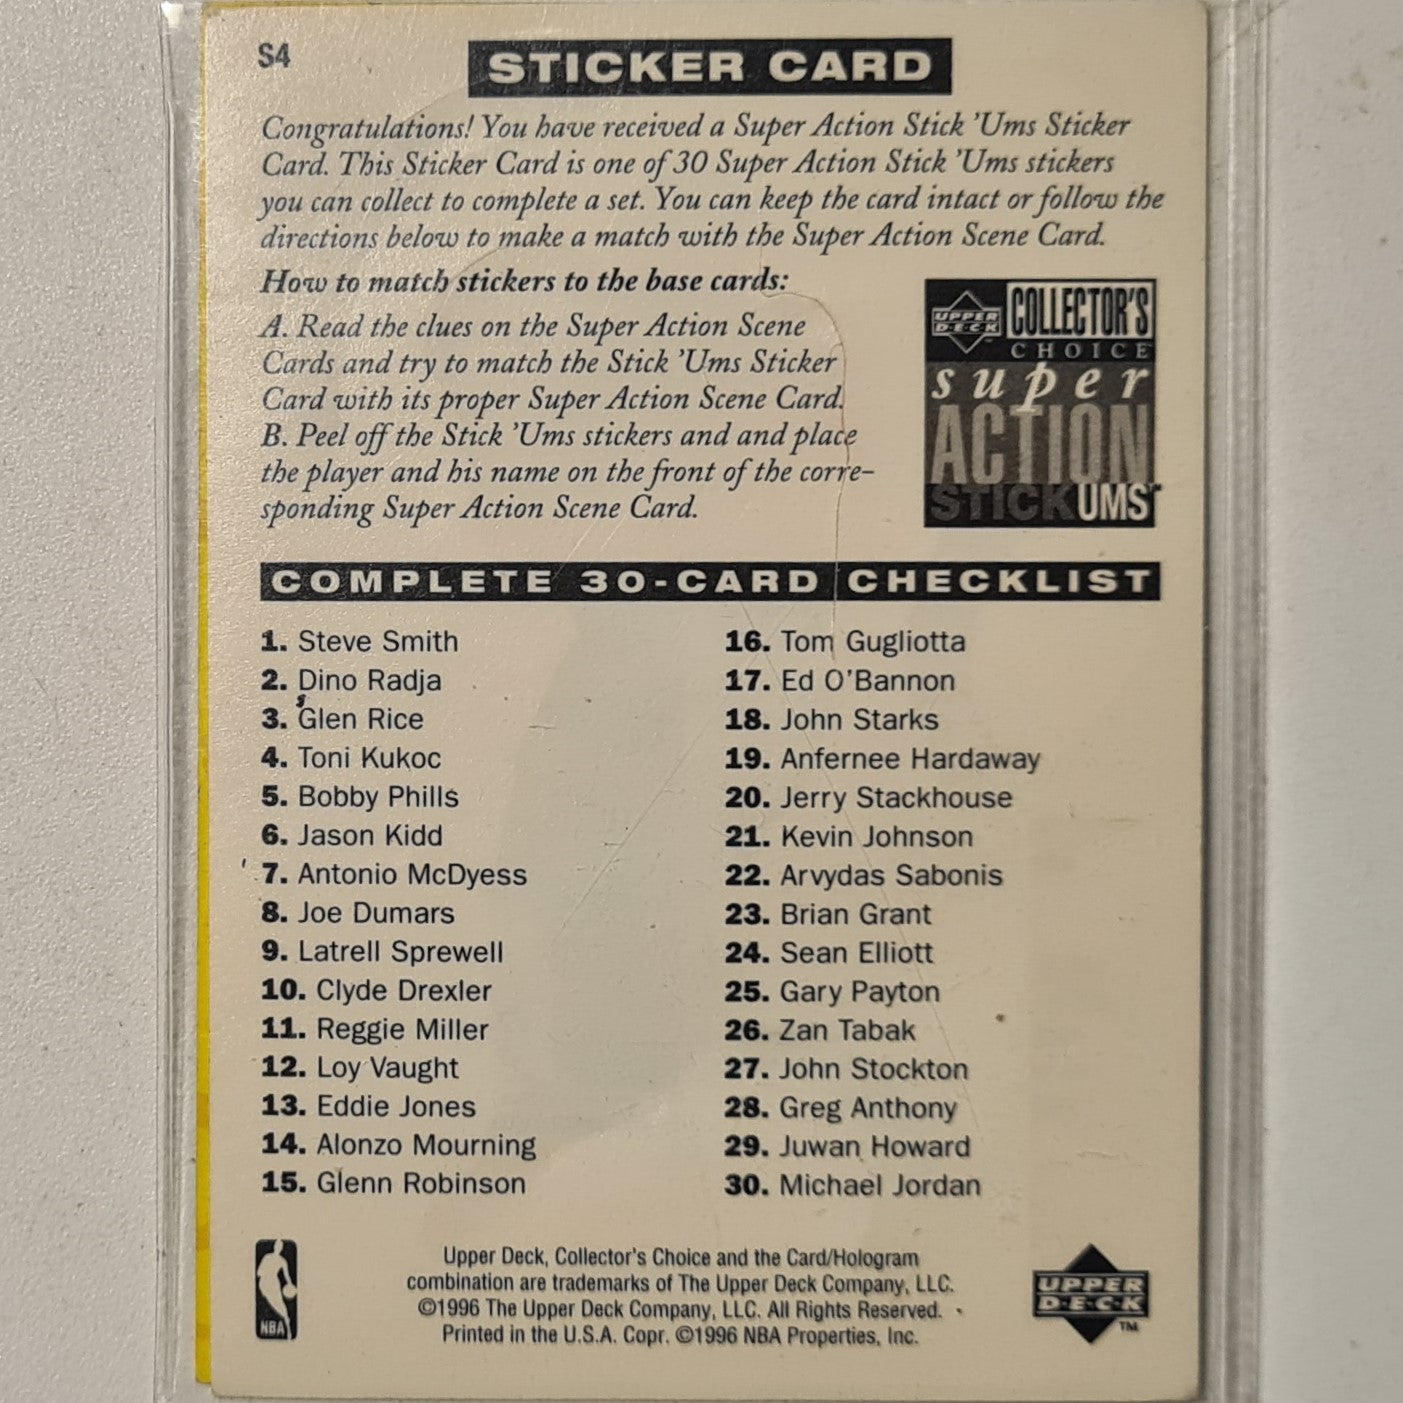 S4
STICKER CARD
Congratulations! You have received a Super Action Stick 'Ums Sticker
Card. This Sticker Card is one of 30 Super Action Stick 'Ums stickers
you can collect to complete a set. You can keep the card intact or follow the
directions below to make a match with the Super Action Scene Card.
How to match stickers to the base cards:
A. Read the clues on the Super Action Scene
Cards and try to match the Stick 'Ums Sticker
Card with its proper Super Action Scene Card.
B. Peel off the Stick 'Ums stickers and and place
the player and his name on the front of the corre-
sponding Super Action Scene Card.
UPPER
DECK
COLLECTOR'S
CHOICE
super
ACTION
STICKUMS™
COMPLETE 30-CARD CHECKLIST
1. Steve Smith
2. Dino Radja
3. Glen Rice
4. Toni Kukoc
5. Bobby Phills
6. Jason Kidd
7. Antonio McDyess
8. Joe Dumars
9. Latrell Sprewell
10. Clyde Drexler
11. Reggie Miller
12. Loy Vaught
13. Eddie Jones
14. Alonzo Mourning
15. Glenn Robinson
16. Tom Gugliotta
17. Ed O'Bannon
18. John Starks
19. Anfernee Hardaway
20. Jerry Stackhouse
21. Kevin Johnson
22. Arvydas Sabonis
23. Brian Grant
24. Sean Elliott
25. Gary Payton
26. Zan Tabak
27. John Stockton
28. Greg Anthony
29. Juwan Howard
30. Michael Jordan
NBA
Upper Deck, Collector's Choice and the Card/Hologram
combination are trademarks of The Upper Deck Company, LLC.
©1996 The Upper Deck Company, LLC. All Rights Reserved.
Printed in the U.S.A. Copr. ©1996 NBA Properties, Inc.
UPPER
DECK
™